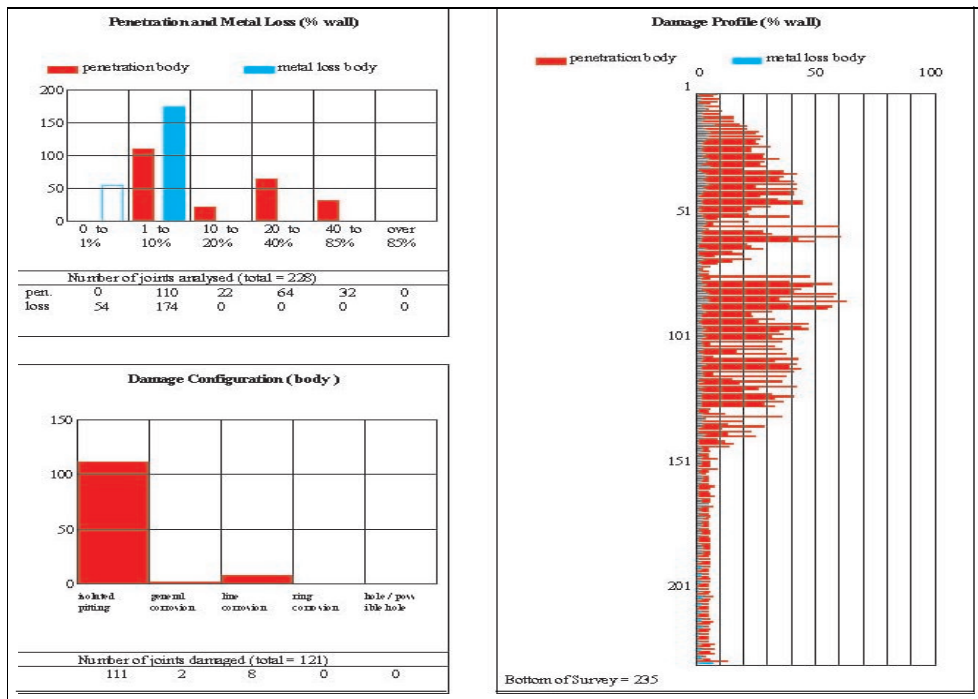 Penetration and Metal Loss (% wall)
penetration body metal loss body
200
150
100
50
0
0 to 1% 1 to 10% 10 to 20% 20 to 40% 40 to 85% over 85%
Number of joints analysed (total = 228)
pen. 0 110 22 64 32 0
loss 54 174 0 0 0 0
Damage Configuration ( body )
150
100
50
0
isolated pitting general corrosion line corrosion ring corrosion hole / poss ible hole
Number of joints damaged (total = 121)
111 2 8 0 0
Damage Profile (% wall)
penetration body metal loss body
0 50 100
1
51
101
151
201
Bottom of Survey = 235